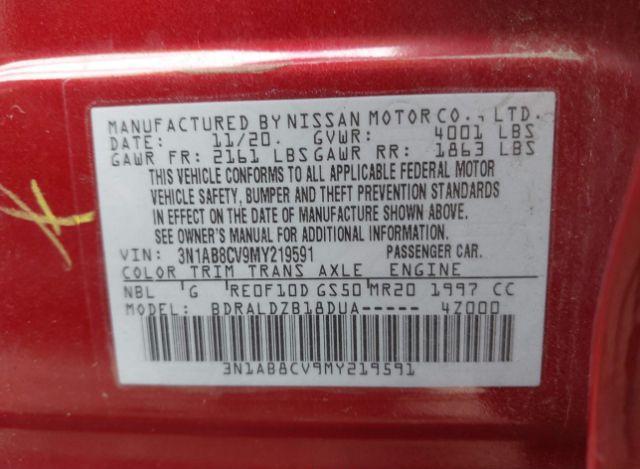 MANUFACTURED BY NISSAN MOTOR CO., LTD.
DATE: 11/20. GVWR: 4001 LBS
GAWR FR: 2161 LBS GAWR RR: 1863 LBS
THIS VEHICLE CONFORMS TO ALL APPLICABLE FEDERAL MOTOR
VEHICLE SAFETY, BUMPER AND THEFT PREVENTION STANDARDS
IN EFFECT ON THE DATE OF MANUFACTURE SHOWN ABOVE.
SEE OWNER'S MANUAL FOR ADDITIONAL INFORMATION.
VIN: 3N1AB8CV9MY219591 PASSENGER CAR.
COLOR TRIM TRANS AXLE ENGINE
NBL G RE0F10D GS50 MR20 1997 CC
MODEL: BDRALDZB18DUA----- 4Z000
3N1AB8CV9MY219591